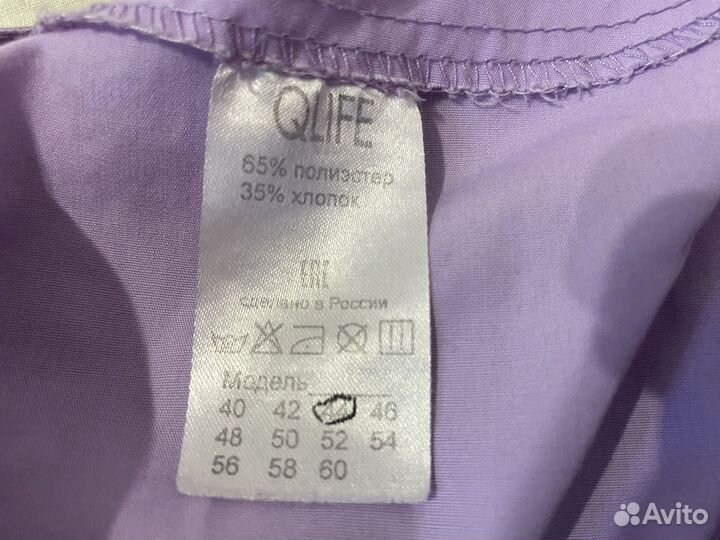 QLIFE
65% полиэстер
35% хлопок
EAC
сделано в России
Модель
40 42 46
48 50 52 54
56 58 60
Avito